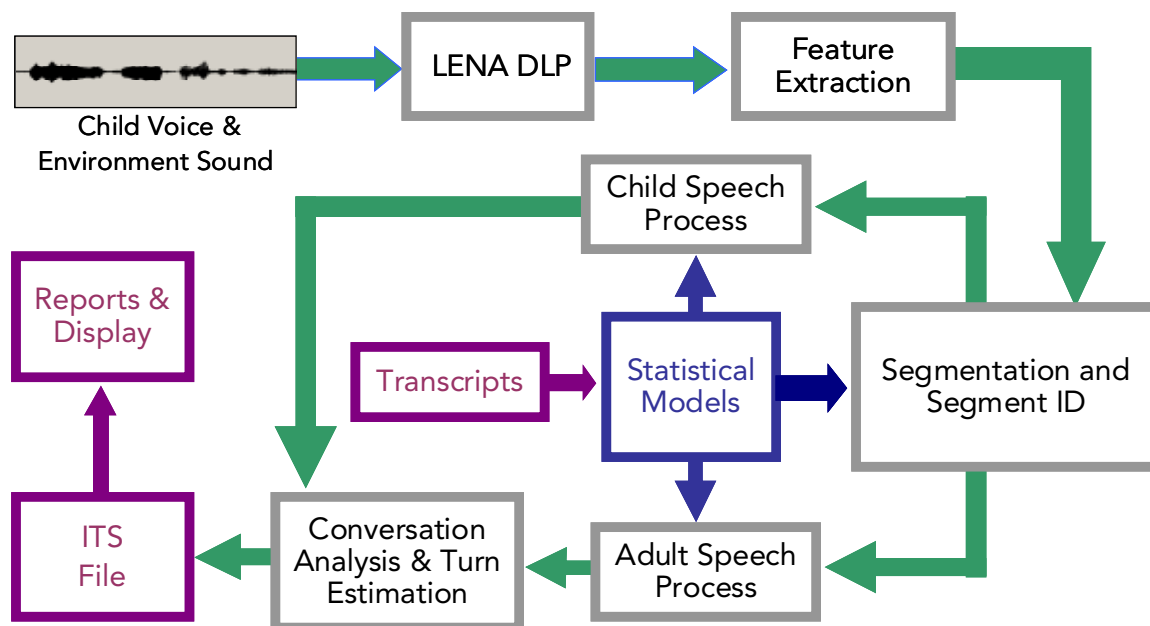 LENA DLP
Feature
Extraction
Child Voice &
Environment Sound
Child Speech
Process
Reports &
Display
Transcripts
Statistical
Models
Segmentation and
Segment ID
ITS
File
Conversation
Analysis & Turn
Estimation
Adult Speech
Process